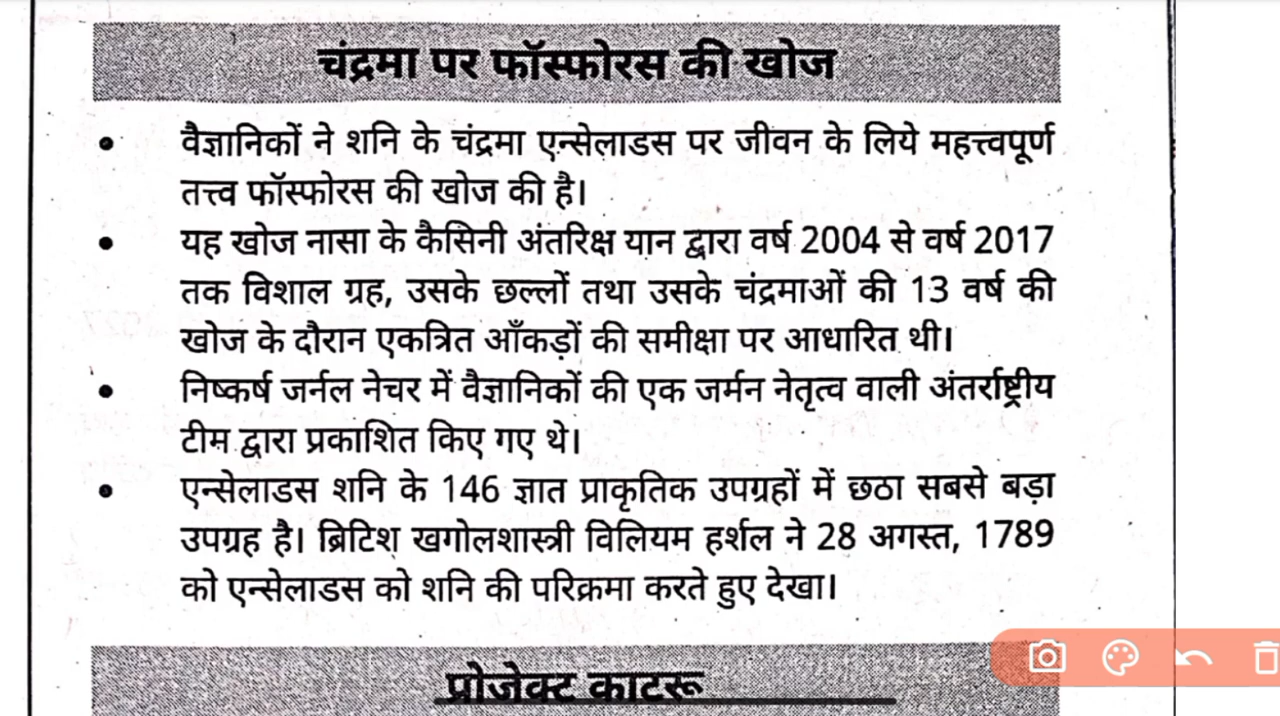 चंद्रमा पर फॉस्फोरस की खोज
• वैज्ञानिकों ने शनि के चंद्रमा एन्सेलाडस पर जीवन के लिये महत्त्वपूर्ण
तत्त्व फॉस्फोरस की खोज की है।
• यह खोज नासा के कैसिनी अंतरिक्ष यान द्वारा वर्ष 2004 से वर्ष 2017
तक विशाल ग्रह, उसके छल्लों तथा उसके चंद्रमाओं की 13 वर्ष की
खोज के दौरान एकत्रित आँकड़ों की समीक्षा पर आधारित थी।
• निष्कर्ष जर्नल नेचर में वैज्ञानिकों की एक जर्मन नेतृत्व वाली अंतर्राष्ट्रीय
टीम द्वारा प्रकाशित किए गए थे।
• एन्सेलाडस शनि के 146 ज्ञात प्राकृतिक उपग्रहों में छठा सबसे बड़ा
उपग्रह है। ब्रिटिश खगोलशास्त्री विलियम हर्शल ने 28 अगस्त, 1789
को एन्सेलाडस को शनि की परिक्रमा करते हुए देखा।
प्रोजेक्ट काटरू